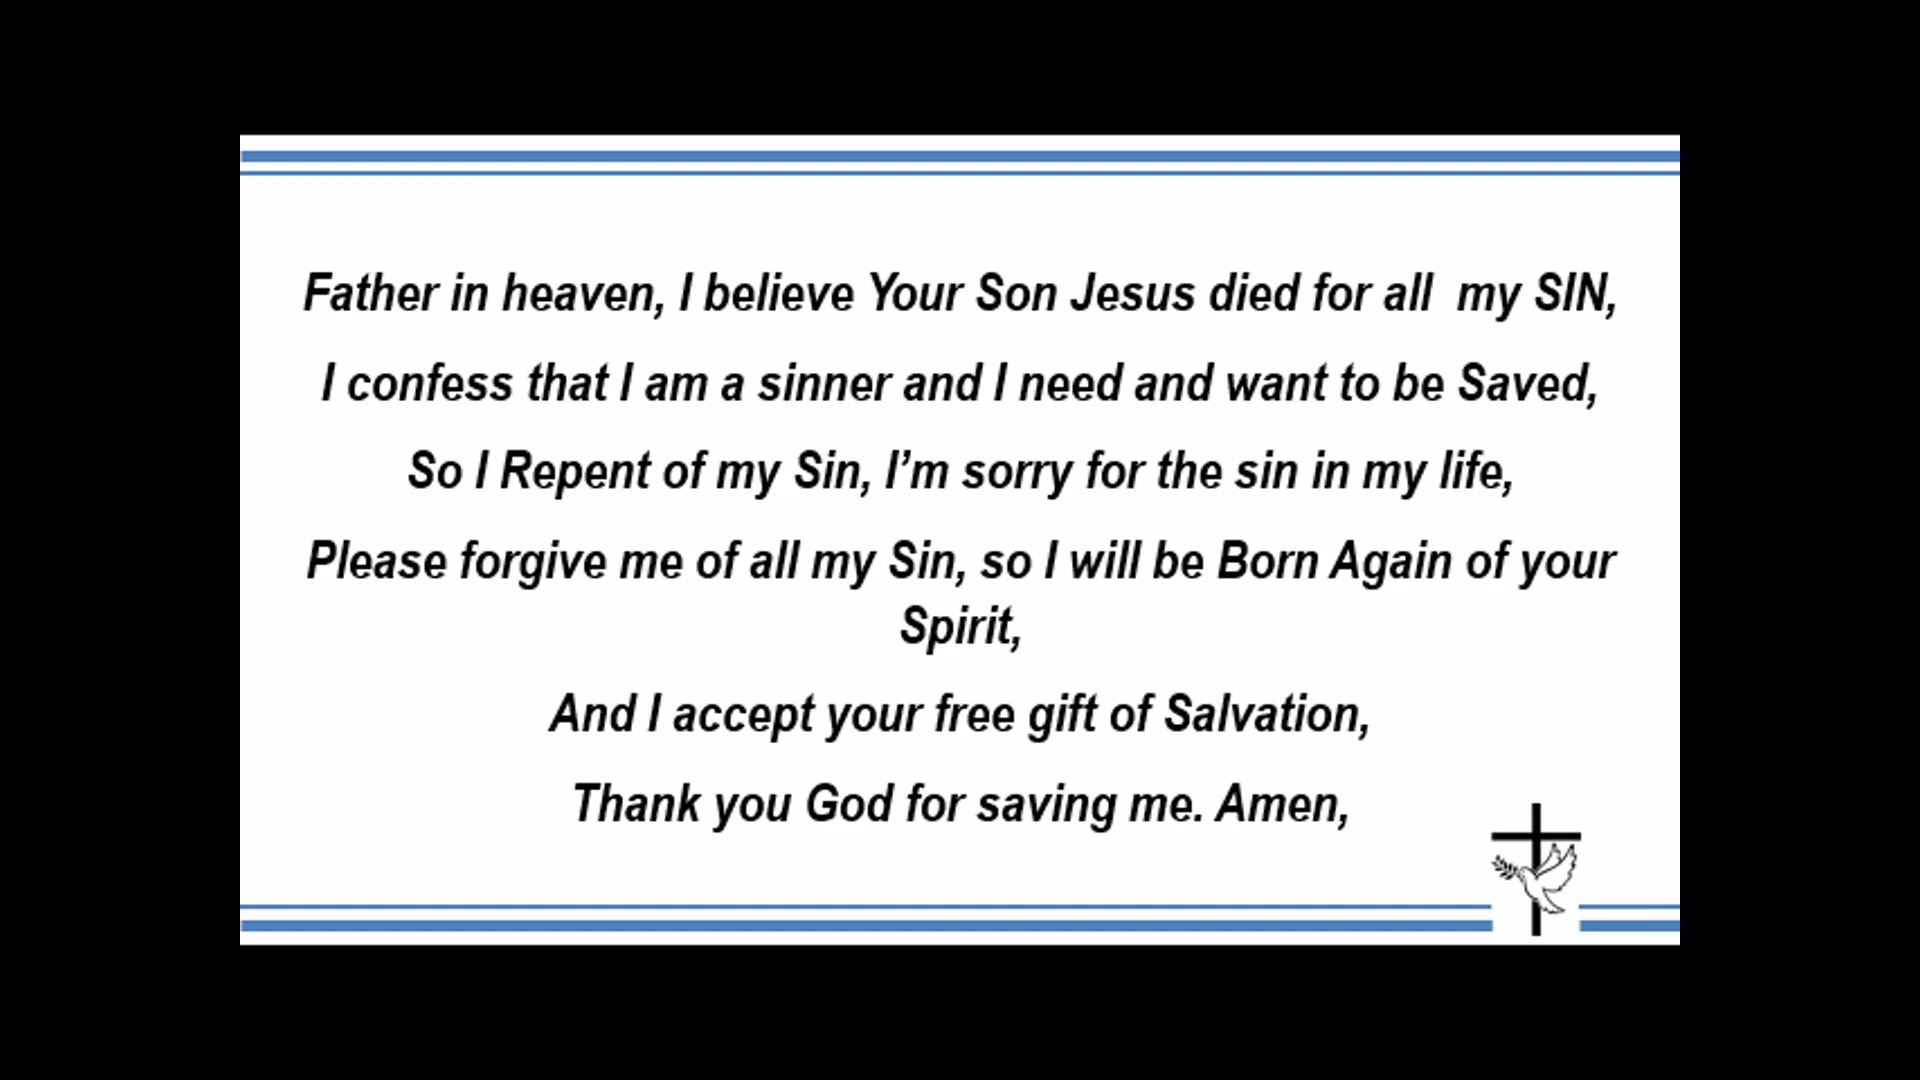 Father in heaven, I believe Your Son Jesus died for all  my SIN,
I confess that I am a sinner and I need and want to be Saved,
So I Repent of my Sin, I’m sorry for the sin in my life,
Please forgive me of all my Sin, so I will be Born Again of your
Spirit,
And I accept your free gift of Salvation,
Thank you God for saving me. Amen,